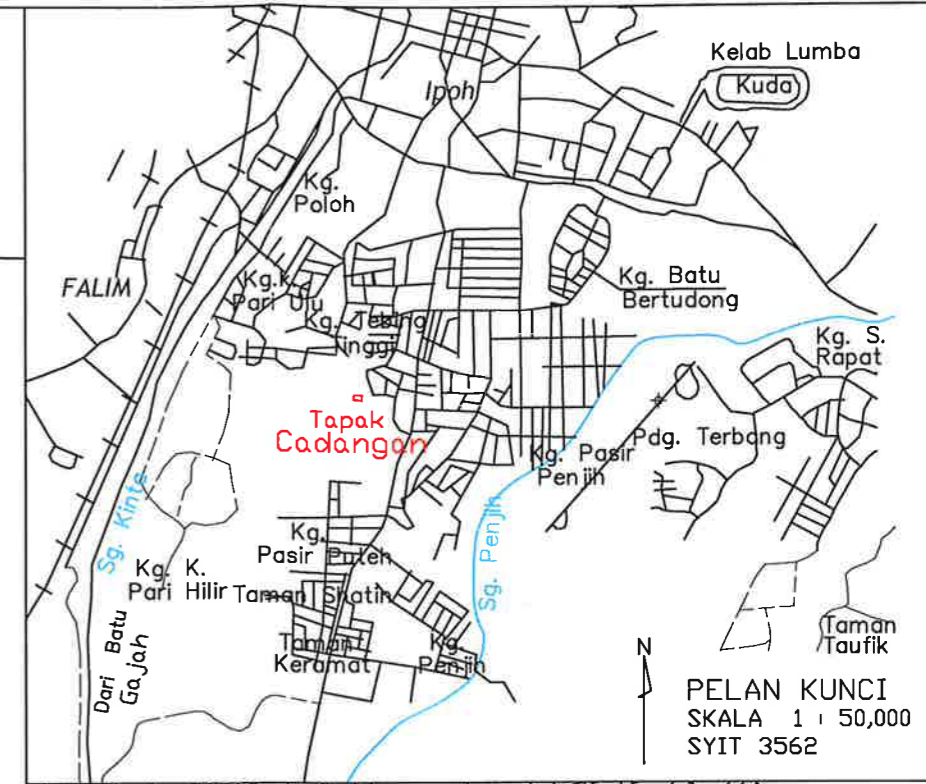 Kelab Lumba
Kuda
Ipoh
Kg.
Poloh
FALIM
Kg.K.
Pari Ulu
Kg. Tebing
Tinggi
Kg. Batu
Bertudong
Kg. S.
Rapat
Tapak
Cadangan
Pdg. Terbang
Kg. Pasir
Penjih
Sg. Kinta
Sg. Penjih
Kg.
Pasir Puteh
Kg. K.
Pari Hilir
Taman Shatin
Taman
Keramat
Kg.
Penjih
Dari Batu
Gajah
Taman
Taufik
N
PELAN KUNCI
SKALA 1 : 50,000
SYIT 3562